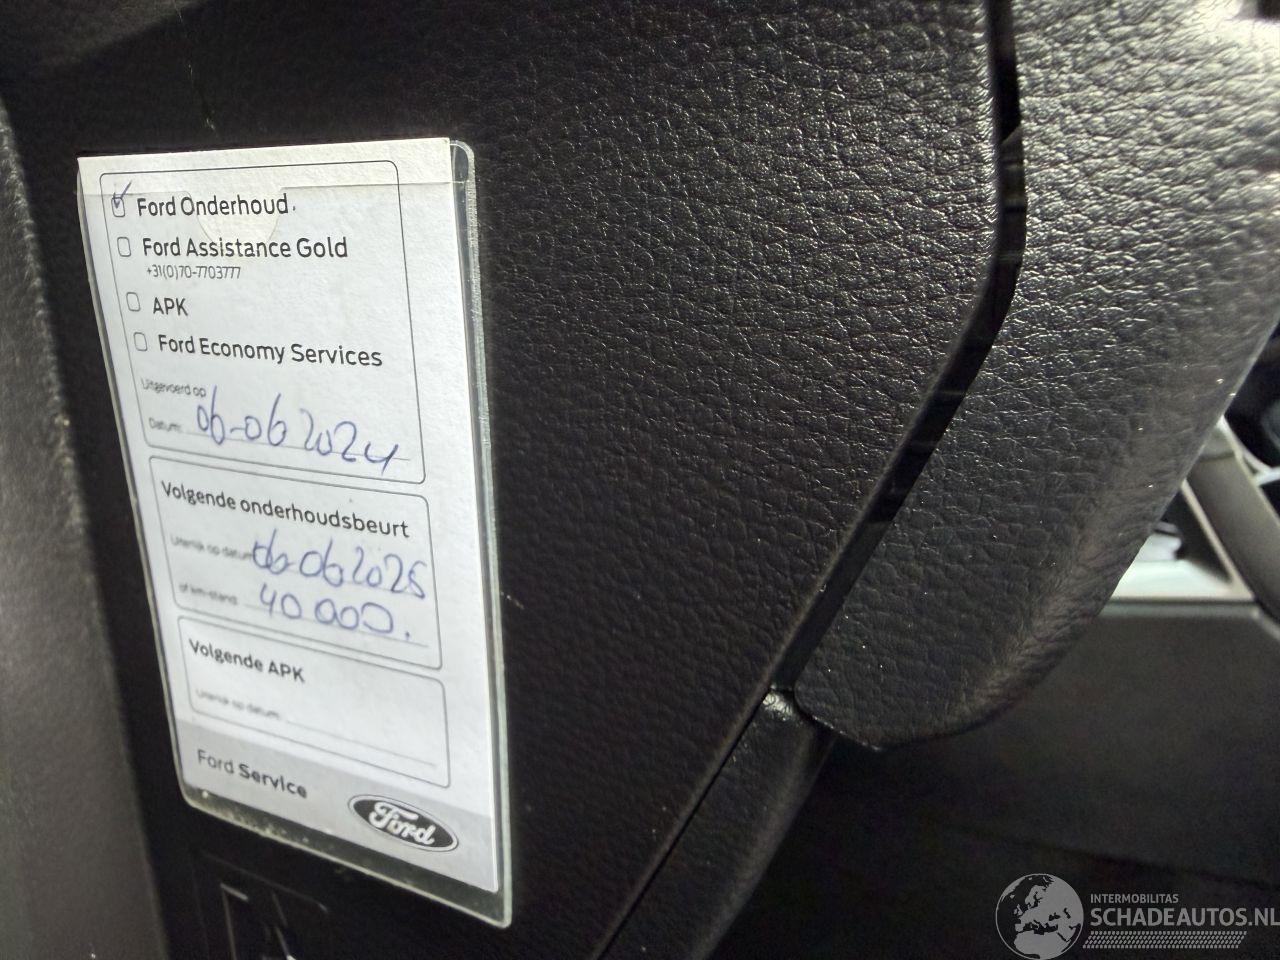 Ford Onderhoud
Ford Assistance Gold
+31(0)70-7703777
APK
Ford Economy Services
Uitgevoerd op
Datum: 06-06 2024
Volgende onderhoudsbeurt
Uiterlijk op datum: 06-06 2025
of km-stand: 40 000.
Volgende APK
Uiterlijk op datum:
Ford Service
Ford
INTERMOBILITAS
SCHADEAUTOS.NL